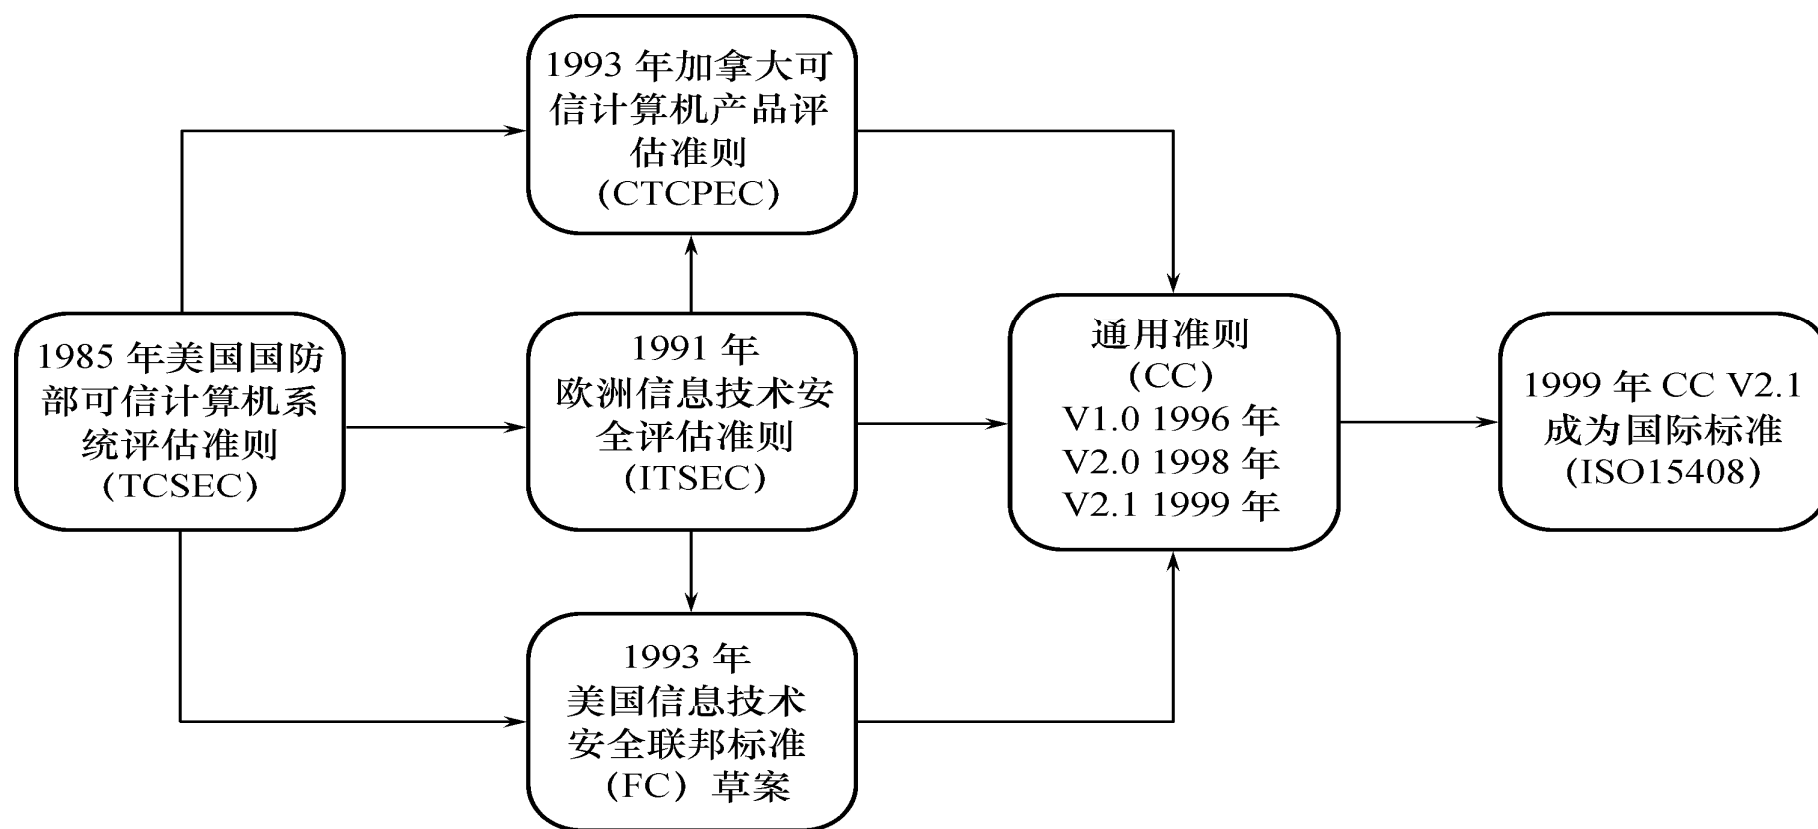 1993 年加拿大可
信计算机产品评
估准则
(CTCPEC)
1985 年美国国防
部可信计算机系
统评估准则
(TCSEC)
1991 年
欧洲信息技术安
全评估准则
(ITSEC)
通用准则
(CC)
V1.0 1996 年
V2.0 1998 年
V2.1 1999 年
1999 年 CC V2.1
成为国际标准
(ISO15408)
1993 年
美国信息技术
安全联邦标准
(FC) 草案